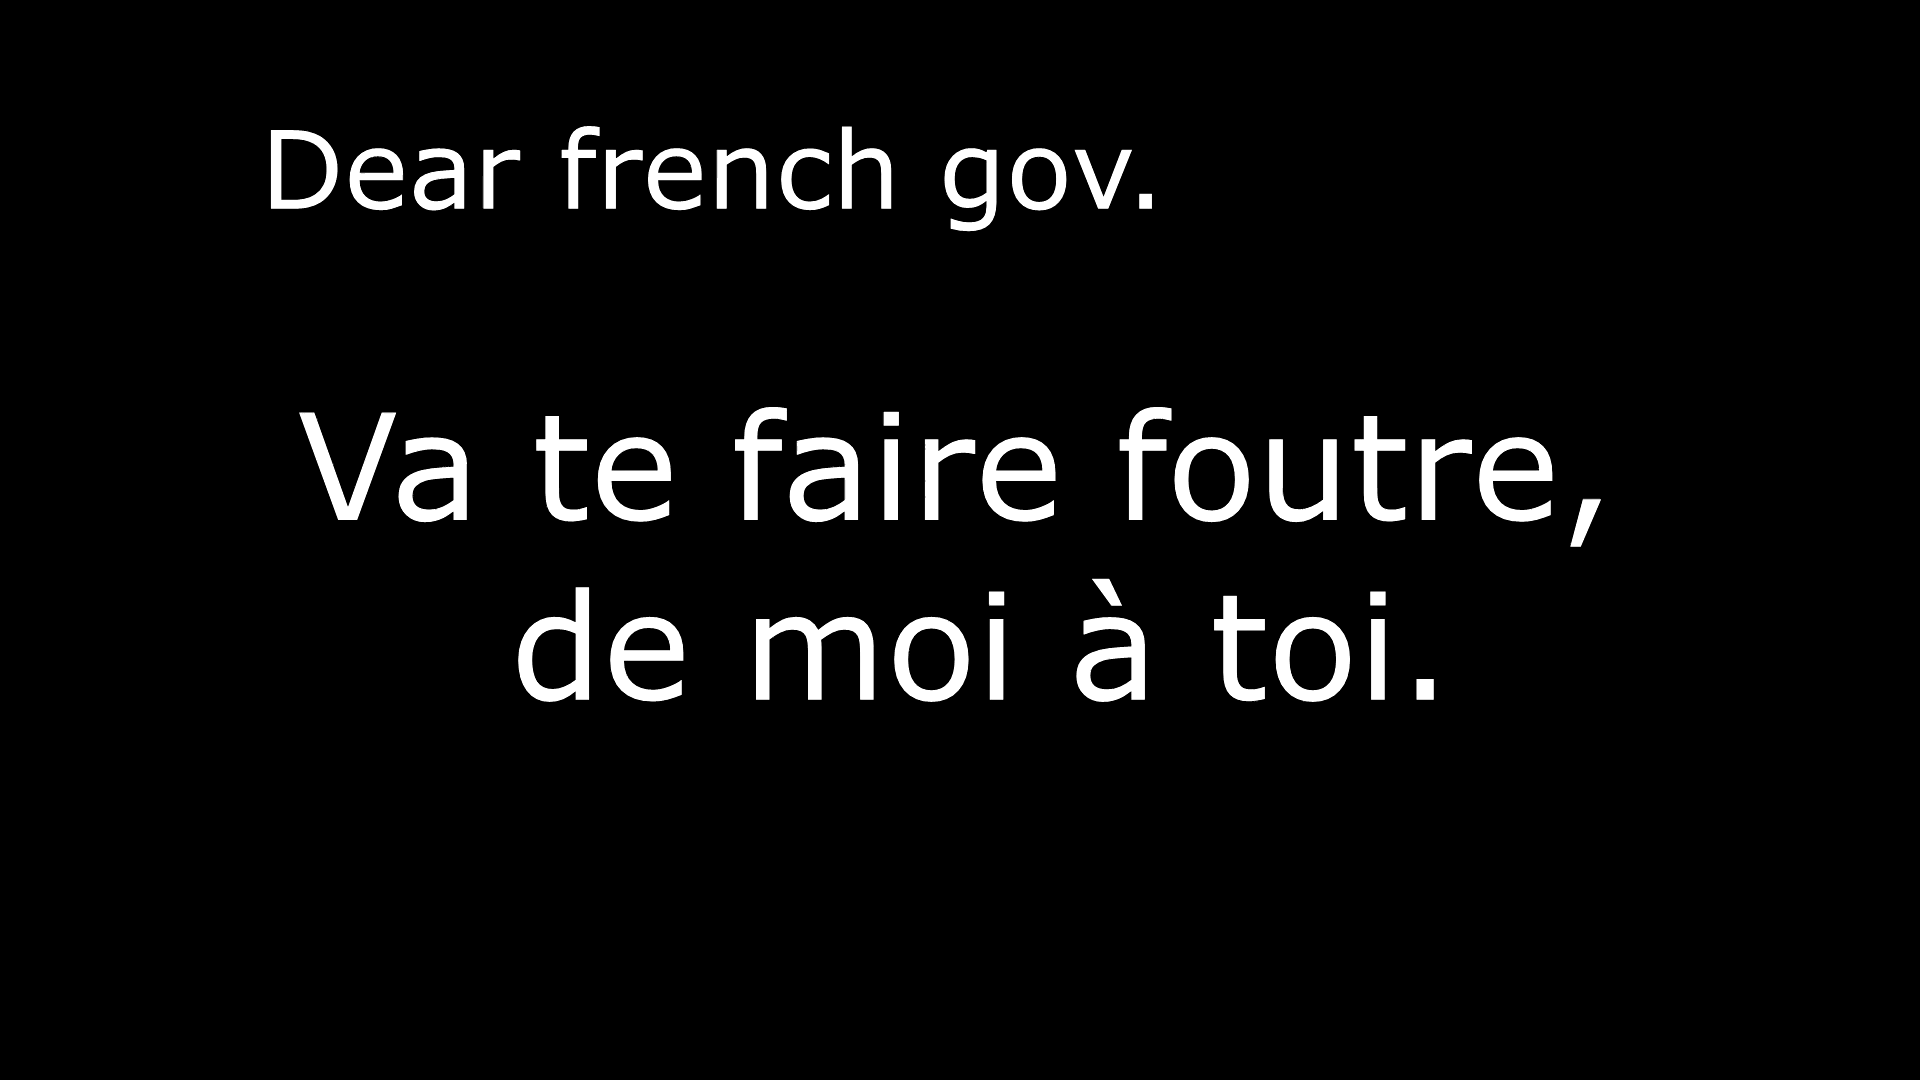 Dear french gov.
Va te faire foutre,
de moi à toi.